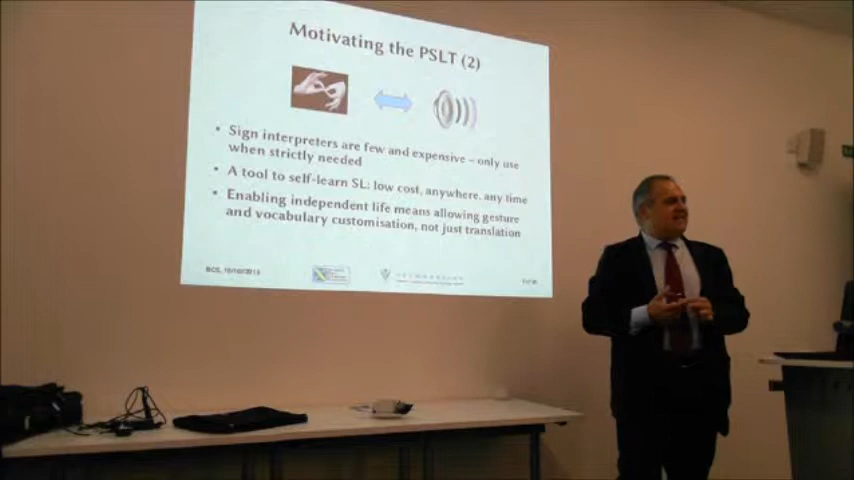 Motivating the PSLT (2)
• Sign interpreters are few and expensive – only use
when strictly needed
• A tool to self-learn SL: low cost, anywhere. any time
• Enabling independent life means allowing gesture
and vocabulary customisation, not just translation